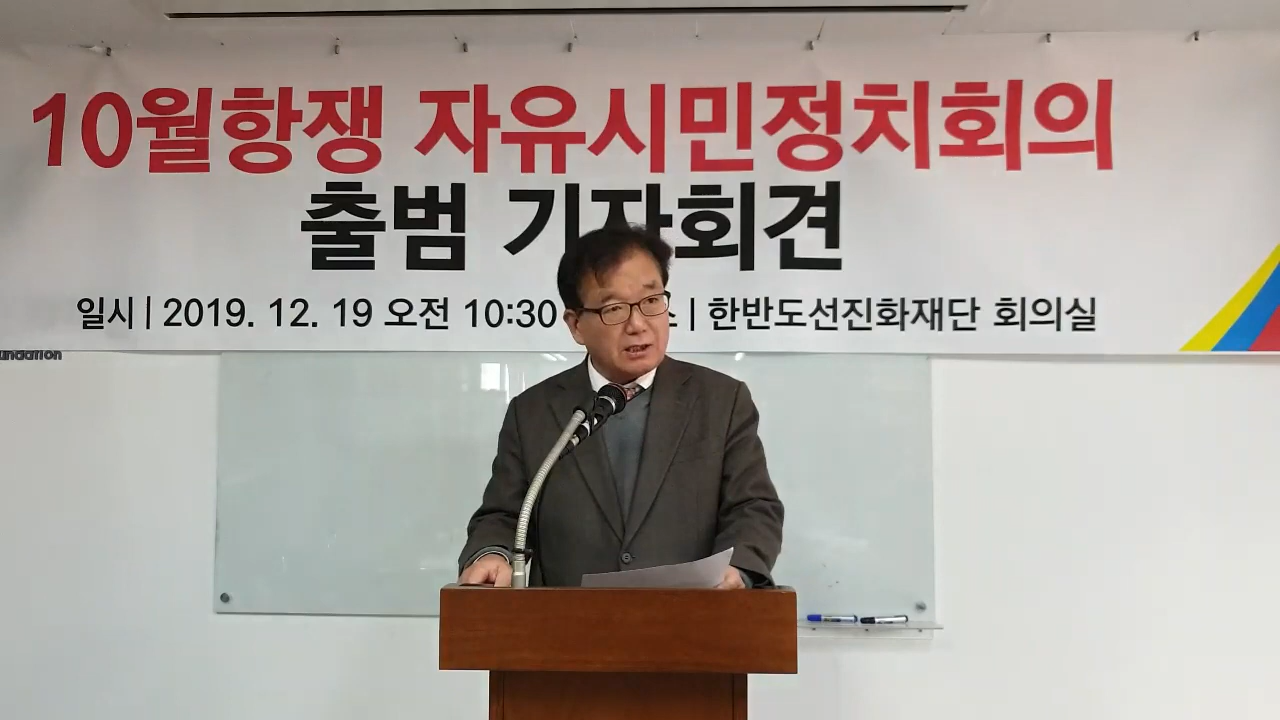 10월항쟁 자유시민정치회의
출범 기자회견
일시 | 2019. 12. 19 오전 10:30 | 한반도선진화재단 회의실
undation